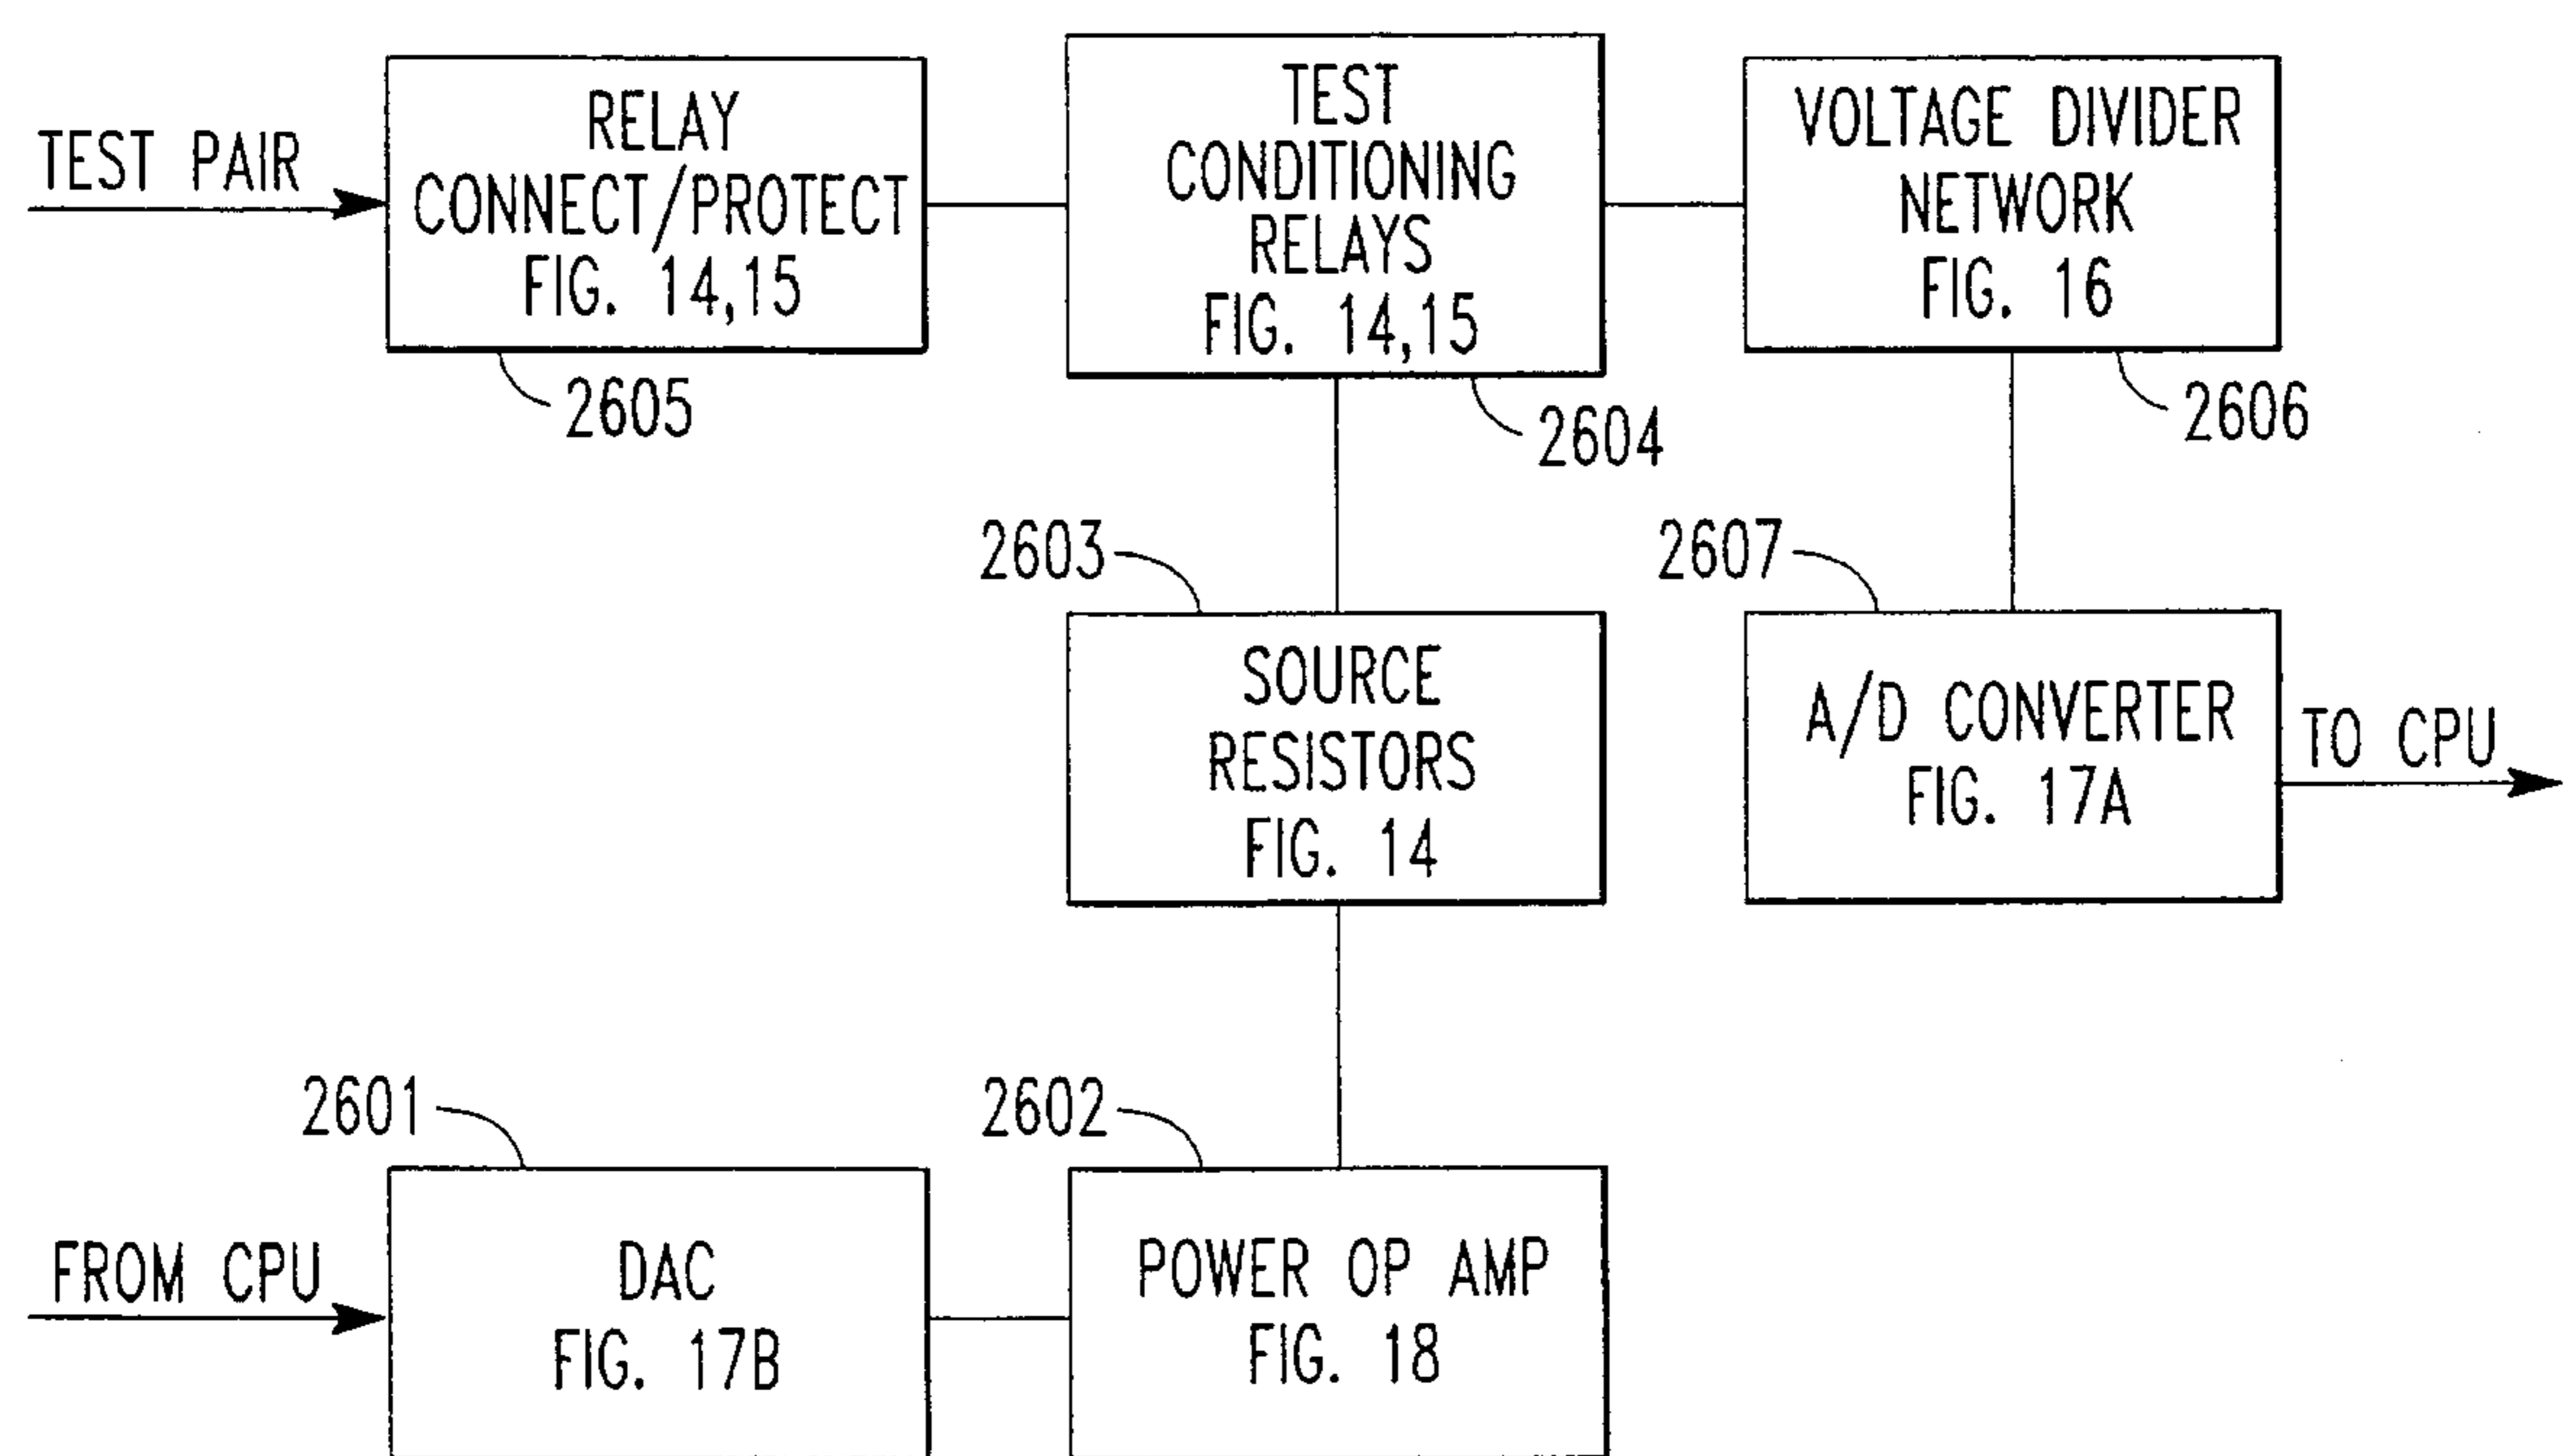 TEST PAIR
RELAY
CONNECT/PROTECT
FIG. 14,15
2605
TEST
CONDITIONING
RELAYS
FIG. 14,15
2604
VOLTAGE DIVIDER
NETWORK
FIG. 16
2606
2603
SOURCE
RESISTORS
FIG. 14
2607
A/D CONVERTER
FIG. 17A
TO CPU
FROM CPU
2601
DAC
FIG. 17B
2602
POWER OP AMP
FIG. 18